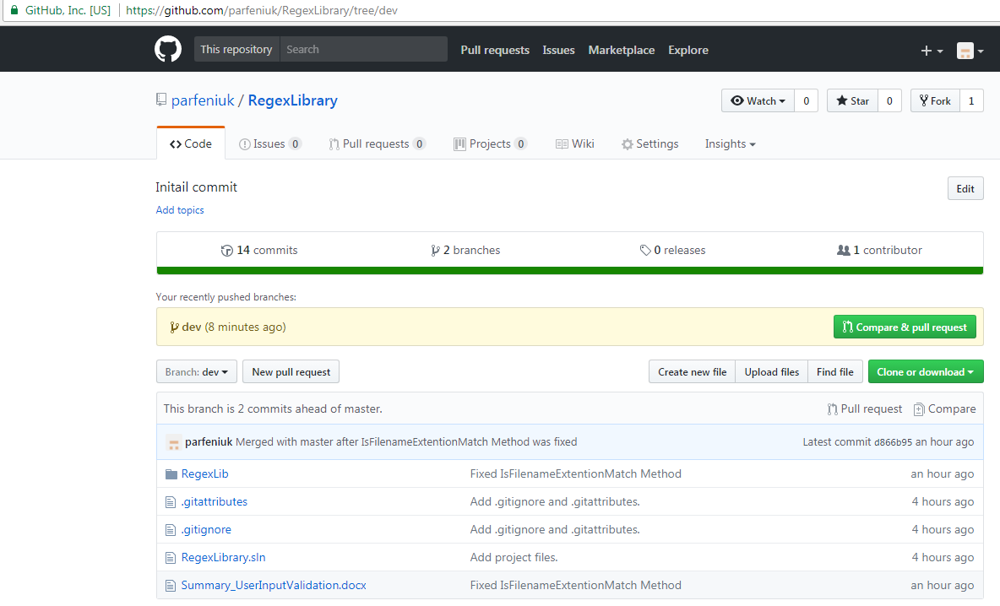 GitHub, Inc. [US] https://github.com/parfeniuk/RegexLibrary/tree/dev
This repository Search Pull requests Issues Marketplace Explore
parfeniuk / RegexLibrary Watch 0 Star 0 Fork 1
Code Issues 0 Pull requests 0 Projects 0 Wiki Settings Insights
Initail commit Edit
Add topics
14 commits 2 branches 0 releases 1 contributor
Your recently pushed branches:
dev (8 minutes ago) Compare & pull request
Branch: dev New pull request Create new file Upload files Find file Clone or download
This branch is 2 commits ahead of master. Pull request Compare
parfeniuk Merged with master after IsFilenameExtentionMatch Method was fixed Latest commit d866b95 an hour ago
RegexLib Fixed IsFilenameExtentionMatch Method an hour ago
.gitattributes Add .gitignore and .gitattributes. 4 hours ago
.gitignore Add .gitignore and .gitattributes. 4 hours ago
RegexLibrary.sln Add project files. 4 hours ago
Summary_UserInputValidation.docx Fixed IsFilenameExtentionMatch Method an hour ago